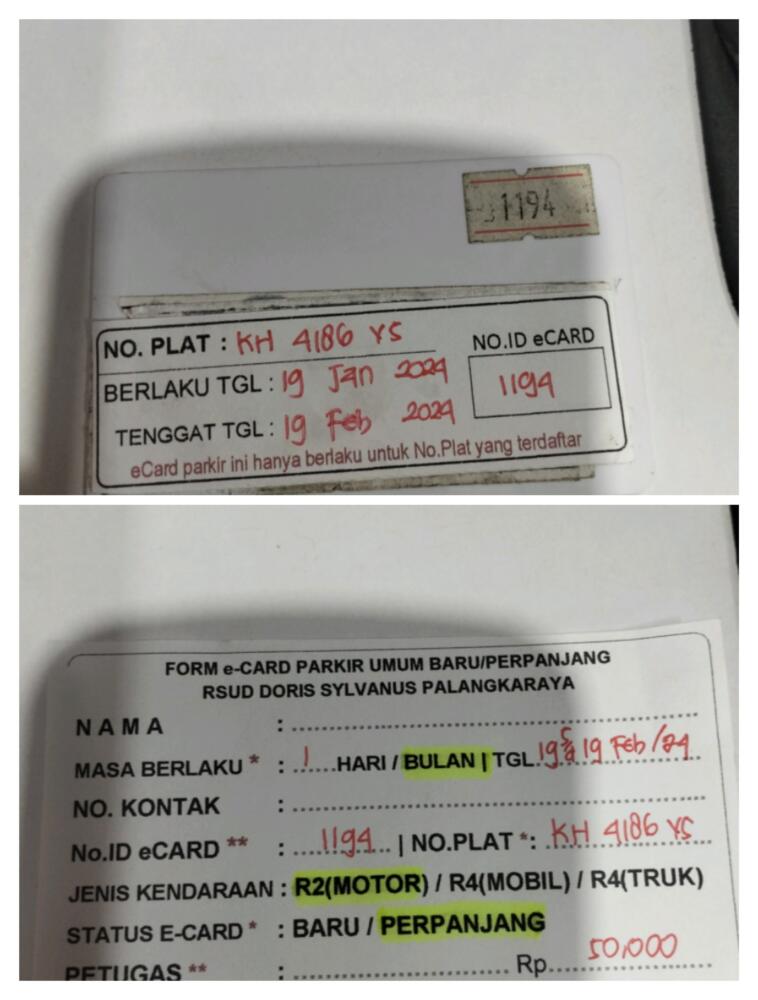 1194
NO. PLAT : KH 4186 YS
NO.ID eCARD
BERLAKU TGL : 19 Jan 2024
1194
TENGGAT TGL : 19 Feb 2024
eCard parkir ini hanya berlaku untuk No.Plat yang terdaftar
FORM e-CARD PARKIR UMUM BARU/PERPANJANG
RSUD DORIS SYLVANUS PALANGKARAYA
NAMA : ........................................
MASA BERLAKU * : 1 HARI / BULAN | TGL. 19 s/d 19 Feb /24
NO. KONTAK : ........................................
No.ID eCARD ** : 1194 | NO.PLAT *: KH 4186 YS
JENIS KENDARAAN : R2(MOTOR) / R4(MOBIL) / R4(TRUK)
STATUS E-CARD * : BARU / PERPANJANG
PETUGAS ** : ........................ Rp. 50,000